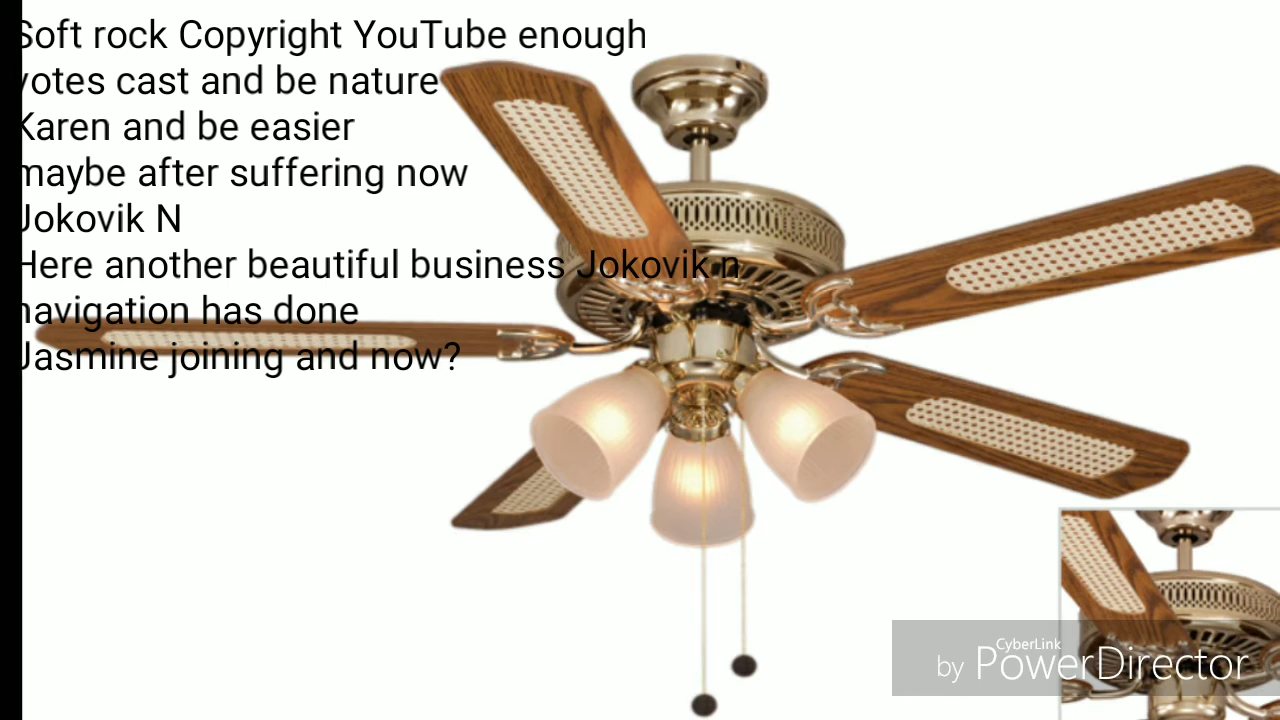 Soft rock Copyright YouTube enough
votes cast and be nature
Karen and be easier
maybe after suffering now
Jokovik N
Here another beautiful business Jokovik n
navigation has done
Jasmine joining and now?
by CyberLink PowerDirector